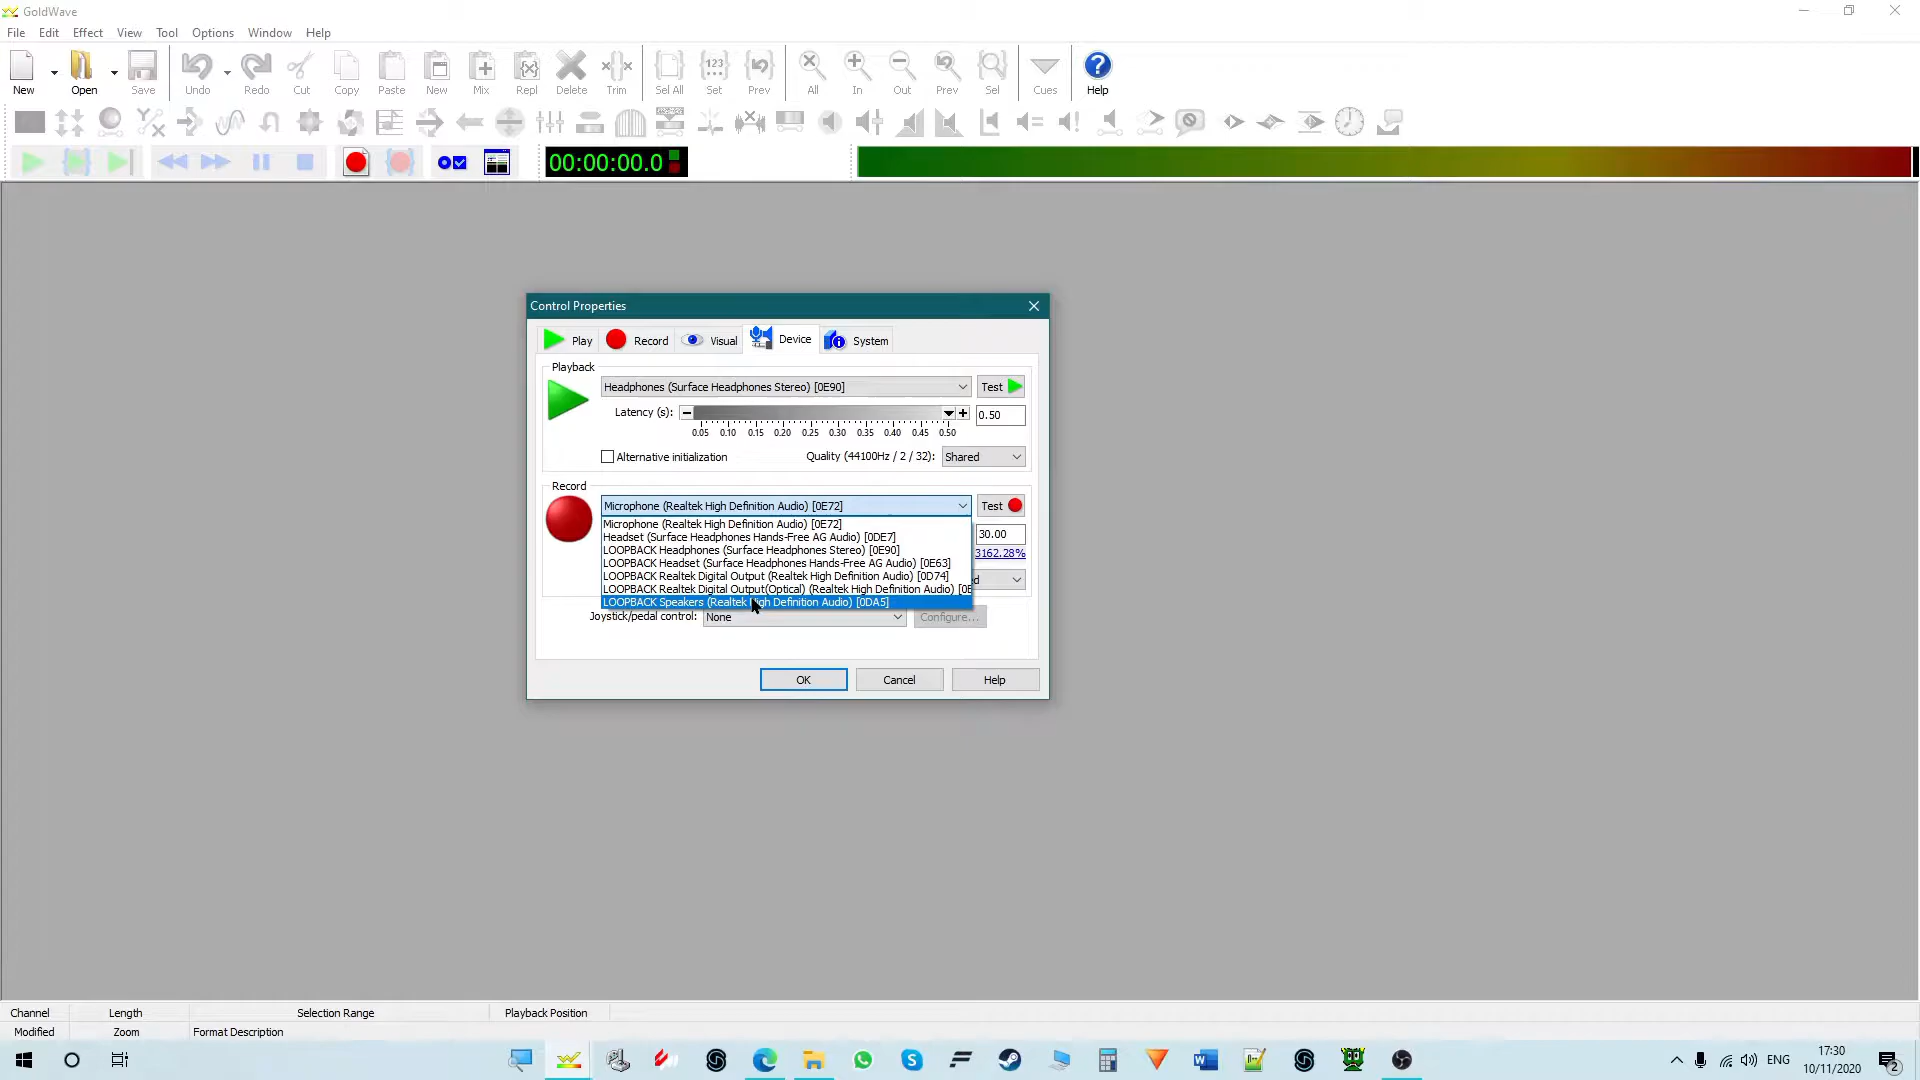 GoldWave
File Edit Effect View Tool Options Window Help
New Open Save Undo Redo Cut Copy Paste New Mix Repl Delete Trim Sel All Set Prev All In Out Prev Sel Cues Help
123
00:00:00.0
Control Properties
Play Record Visual Device System
Playback
Headphones (Surface Headphones Stereo) [0E90] Test
Latency (s): 0.50
0.05 0.10 0.15 0.20 0.25 0.30 0.35 0.40 0.45 0.50
Alternative initialization Quality (44100Hz / 2 / 32): Shared
Record
Microphone (Realtek High Definition Audio) [0E72] Test
Microphone (Realtek High Definition Audio) [0E72]
30.00
Headset (Surface Headphones Hands-Free AG Audio) [0DE7]
LOOPBACK Headphones (Surface Headphones Stereo) [0E90]
3162.28%
LOOPBACK Headset (Surface Headphones Hands-Free AG Audio) [0E63]
LOOPBACK Realtek Digital Output (Realtek High Definition Audio) [0D74]
LOOPBACK Realtek Digital Output(Optical) (Realtek High Definition Audio)
LOOPBACK Speakers (Realtek High Definition Audio) [0DA5]
Joystick/pedal control: None Configure...
OK Cancel Help
Channel Length Selection Range Playback Position
Modified Zoom Format Description
ENG
17:30
10/11/2020
2